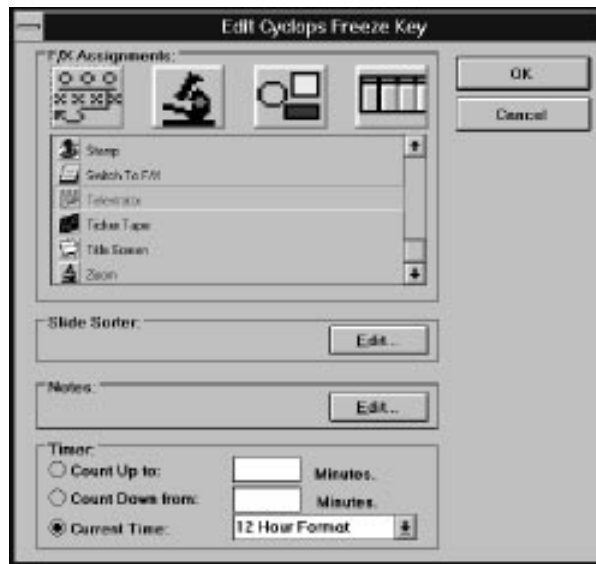 Edit Cyclops Freeze Key
F/X Assignments:
OK
Cancel
Stamp
Switch To F/X
Telestrator
Ticker Tape
Title Screen
Zoom
Slide Sorter:
Edit...
Notes:
Edit...
Timer:
Count Up to: Minutes.
Count Down from: Minutes.
Current Time: 12 Hour Format